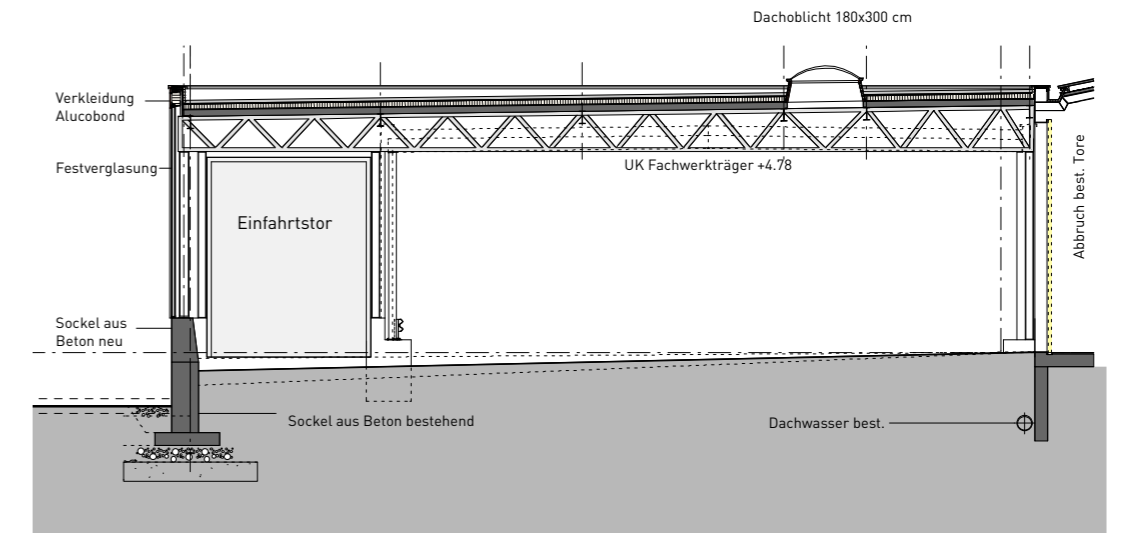 Dachoblicht 180x300 cm
Verkleidung
Alucobond
Festverglasung
UK Fachwerkträger +4.78
Abbruch best. Tore
Einfahrtstor
Sockel aus
Beton neu
Sockel aus Beton bestehend
Dachwasser best.